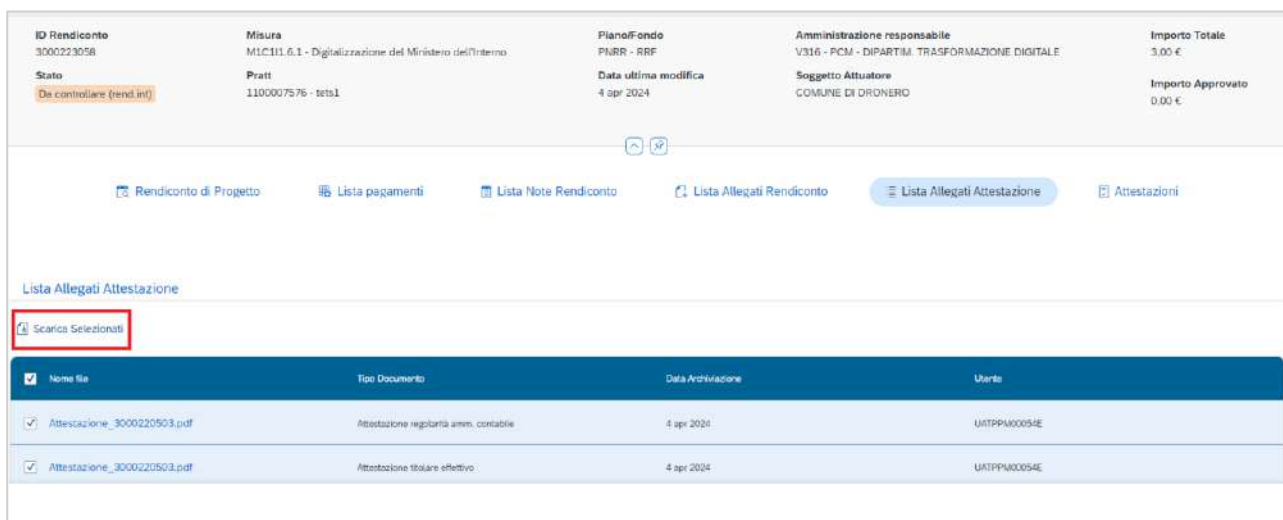 ID Rendiconto
3000223058
Misura
M1C1I1.6.1 - Digitalizzazione del Ministero dell'Interno
Piano/Fondo
PNRR - RRF
Amministrazione responsabile
V316 - PCM - DIPARTIM. TRASFORMAZIONE DIGITALE
Importo Totale
3,00 €
Stato
Da controllare (rend.int)
Pratt
1100007576 - tets1
Data ultima modifica
4 apr 2024
Soggetto Attuatore
COMUNE DI DRONERO
Importo Approvato
0,00 €
Rendiconto di Progetto
Lista pagamenti
Lista Note Rendiconto
Lista Allegati Rendiconto
Lista Allegati Attestazione
Attestazioni
Lista Allegati Attestazione
Scarica Selezionati
Nome file Tipo Documento Data Archiviazione Utente
Attestazione_3000220503.pdf Attestazione regolarità amm. contabile 4 apr 2024 UATPPM00054E
Attestazione_3000220503.pdf Attestazione titolare effettivo 4 apr 2024 UATPPM00054E